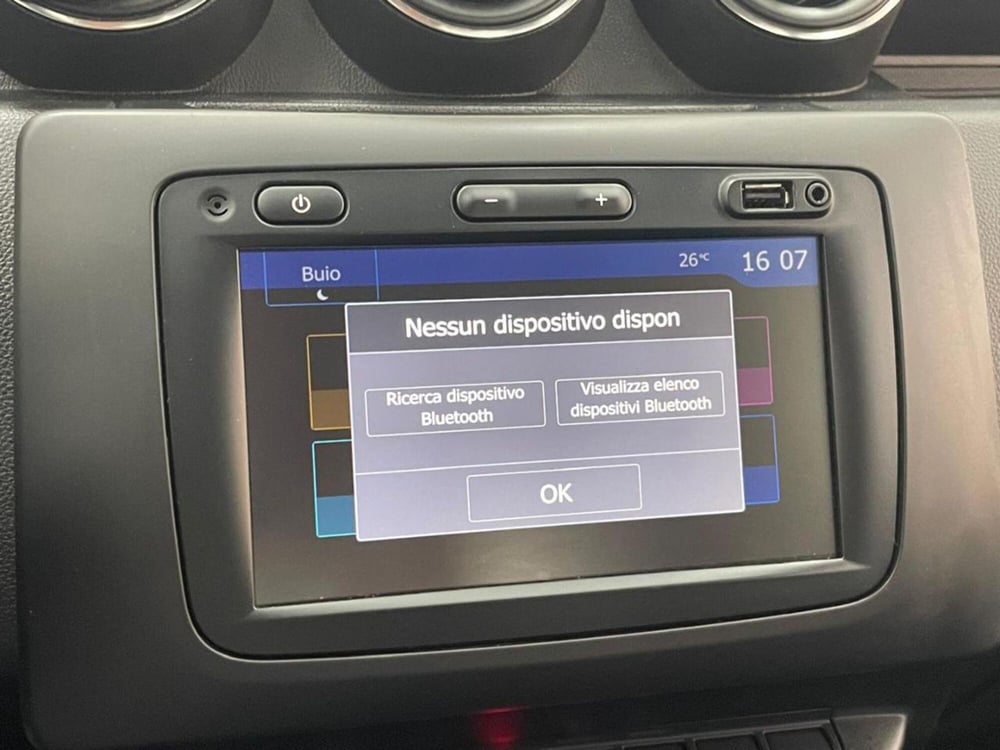 26°C
16 07
Buio
Nessun dispositivo dispon
Ricerca dispositivo
Bluetooth
Visualizza elenco
dispositivi Bluetooth
OK